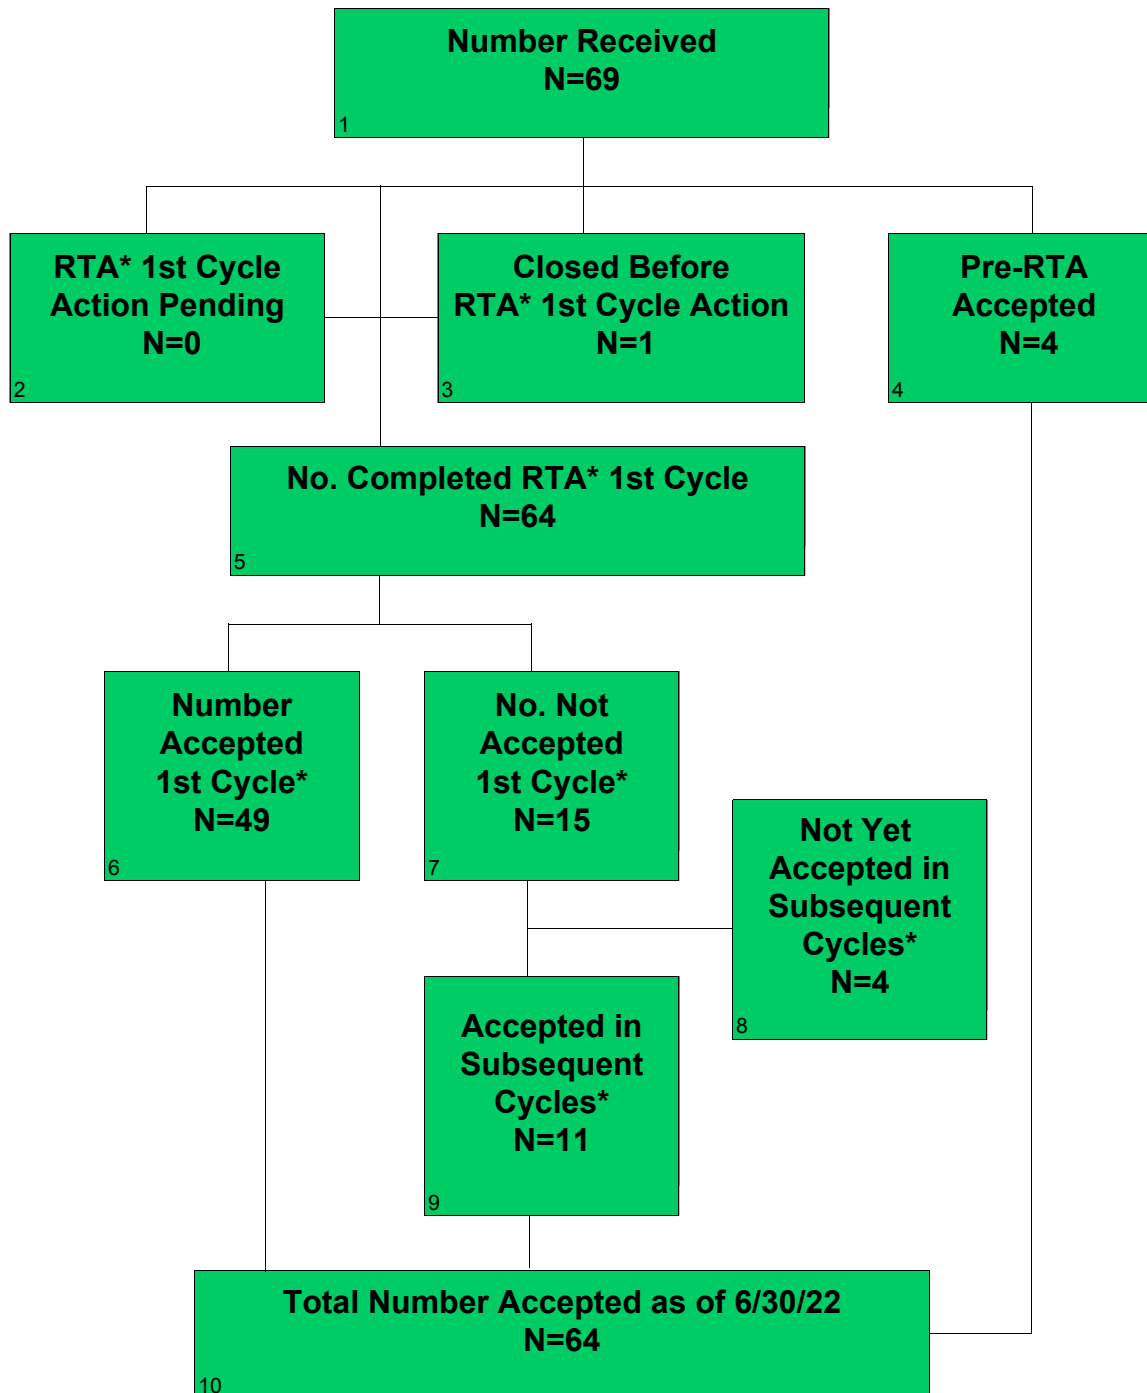 Number Received
N=69
1
RTA* 1st Cycle
Action Pending
N=0
2
Closed Before
RTA* 1st Cycle Action
N=1
3
Pre-RTA
Accepted
N=4
4
No. Completed RTA* 1st Cycle
N=64
5
Number
Accepted
1st Cycle*
N=49
6
No. Not
Accepted
1st Cycle*
N=15
7
Not Yet
Accepted in
Subsequent
Cycles*
N=4
8
Accepted in
Subsequent
Cycles*
N=11
9
Total Number Accepted as of 6/30/22
N=64
10